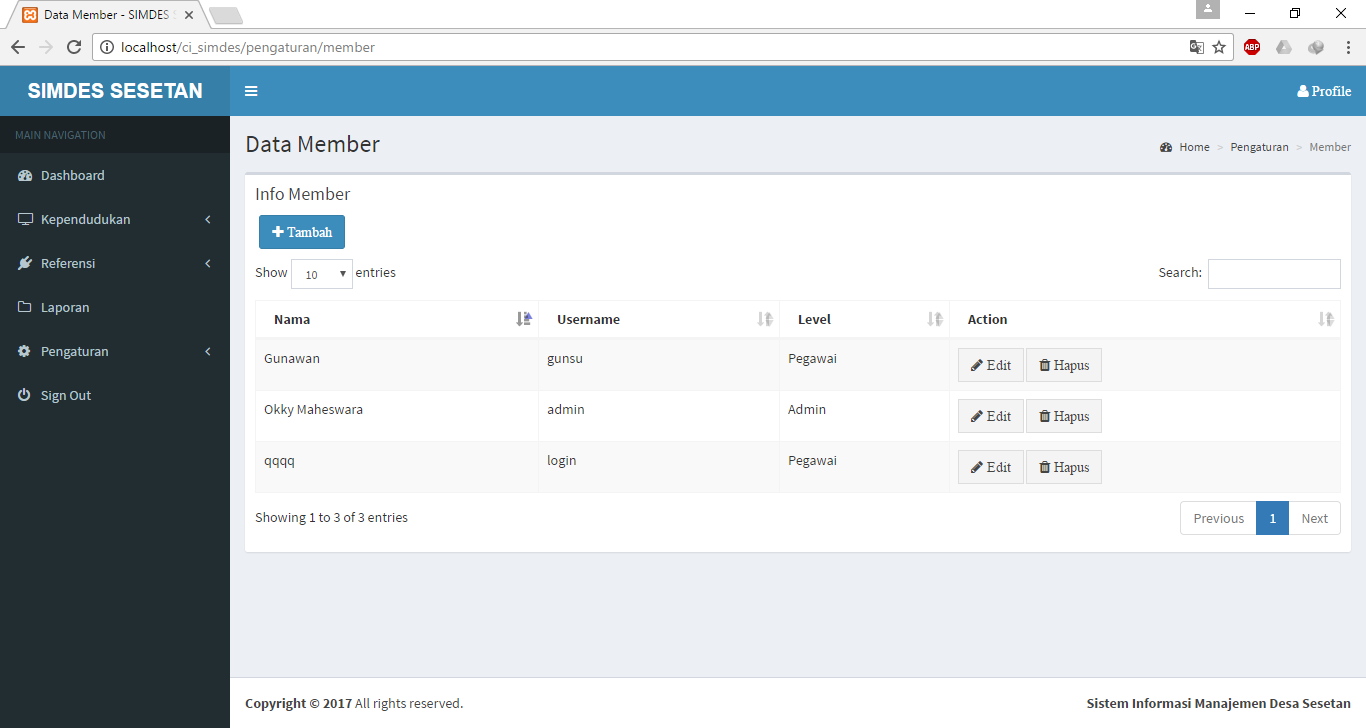 Data Member - SIMDES S
localhost/ci_simdes/pengaturan/member
ABP
SIMDES SESETAN
Profile
MAIN NAVIGATION
Dashboard
Kependudukan
Referensi
Laporan
Pengaturan
Sign Out
Data Member
Home > Pengaturan > Member
Info Member
Tambah
Show 10 entries
Search:
Nama Username Level Action
Gunawan gunsu Pegawai Edit Hapus
Okky Maheswara admin Admin Edit Hapus
qqqq login Pegawai Edit Hapus
Showing 1 to 3 of 3 entries
Previous 1 Next
Copyright © 2017 All rights reserved.
Sistem Informasi Manajemen Desa Sesetan